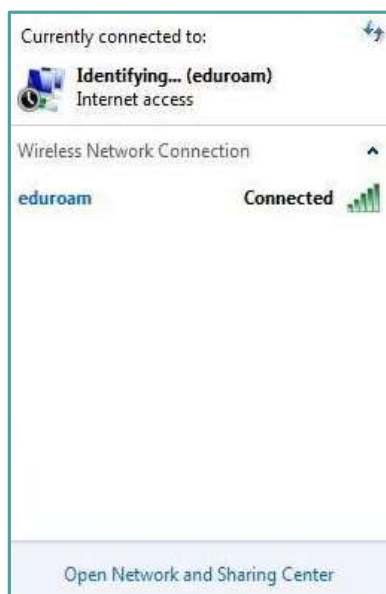 Currently connected to:
Identifying... (eduroam)
Internet access
Wireless Network Connection
eduroam Connected
Open Network and Sharing Center